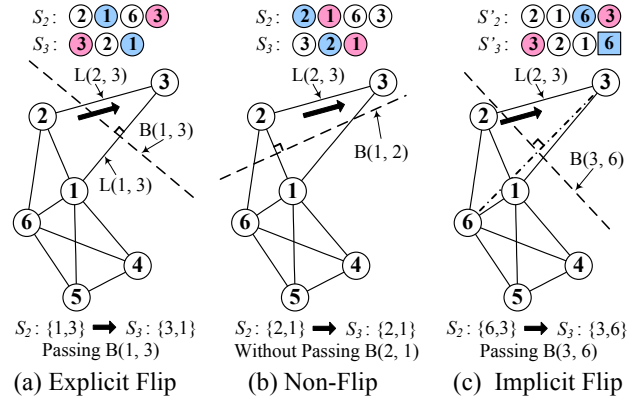 S2 : 2 1 6 3
S3 : 3 2 1
L(2, 3)
3
2
B(1, 3)
L(1, 3)
1
6
4
5
S2 : {1,3} → S3 : {3,1}
Passing B(1, 3)
(a) Explicit Flip
S2 : 2 1 6 3
S3 : 3 2 1
L(2, 3)
3
2
B(1, 2)
1
6
4
5
S2 : {2,1} → S3 : {2,1}
Without Passing B(2, 1)
(b) Non-Flip
S'2 : 2 1 6 3
S'3 : 3 2 1 6
L(2, 3)
3
2
B(3, 6)
1
6
4
5
S2 : {6,3} → S3 : {3,6}
Passing B(3, 6)
(c) Implicit Flip